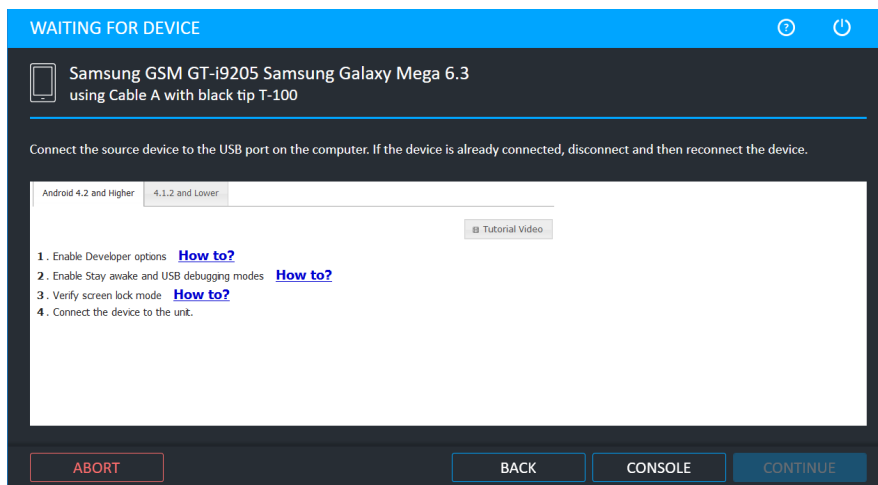 WAITING FOR DEVICE
Samsung GSM GT-i9205 Samsung Galaxy Mega 6.3
using Cable A with black tip T-100
Connect the source device to the USB port on the computer. If the device is already connected, disconnect and then reconnect the device.
Android 4.2 and Higher 4.1.2 and Lower
Tutorial Video
1 . Enable Developer options How to?
2 . Enable Stay awake and USB debugging modes How to?
3 . Verify screen lock mode How to?
4 . Connect the device to the unit.
ABORT BACK CONSOLE CONTINUE